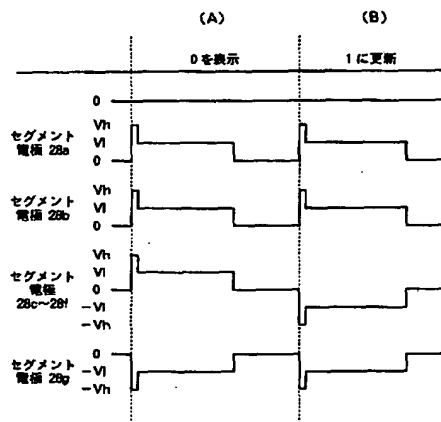 (A) (B)
0を表示 1に更新
0
セグメント
電極 28a
Vh
Vl
0
セグメント
電極 28b
Vh
Vl
0
セグメント
電極
28c～28f
Vh
Vl
0
－Vl
－Vh
セグメント
電極 28g
0
－Vl
－Vh